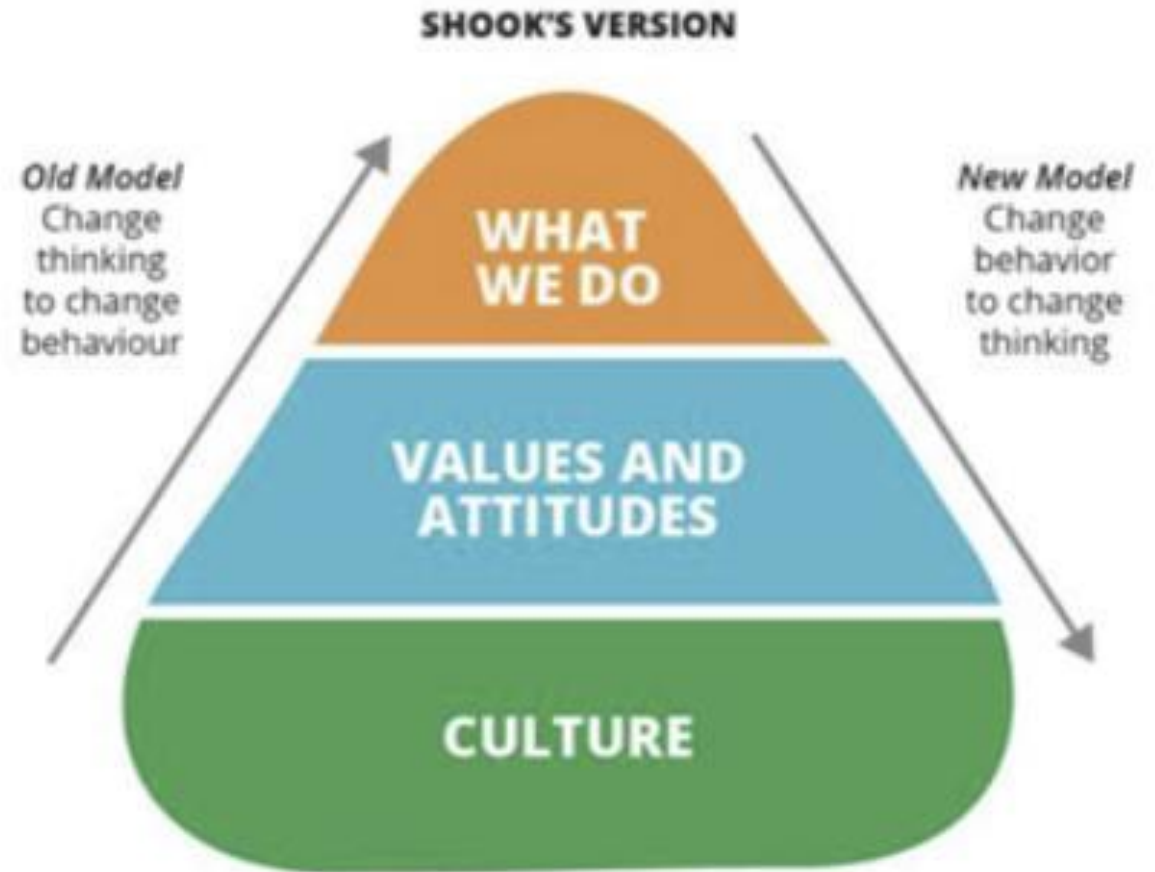 SHOOK'S VERSION
Old Model
Change
thinking
to change
behaviour
WHAT
WE DO
New Model
Change
behavior
to change
thinking
VALUES AND
ATTITUDES
CULTURE